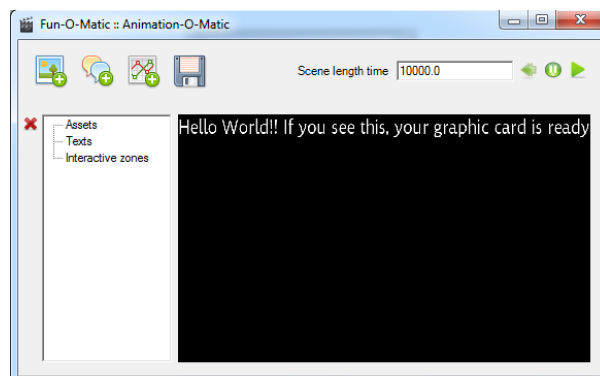 Fun-O-Matic :: Animation-O-Matic
Scene length time 10000.0
Assets
Texts
Interactive zones
Hello World!! If you see this, your graphic card is ready